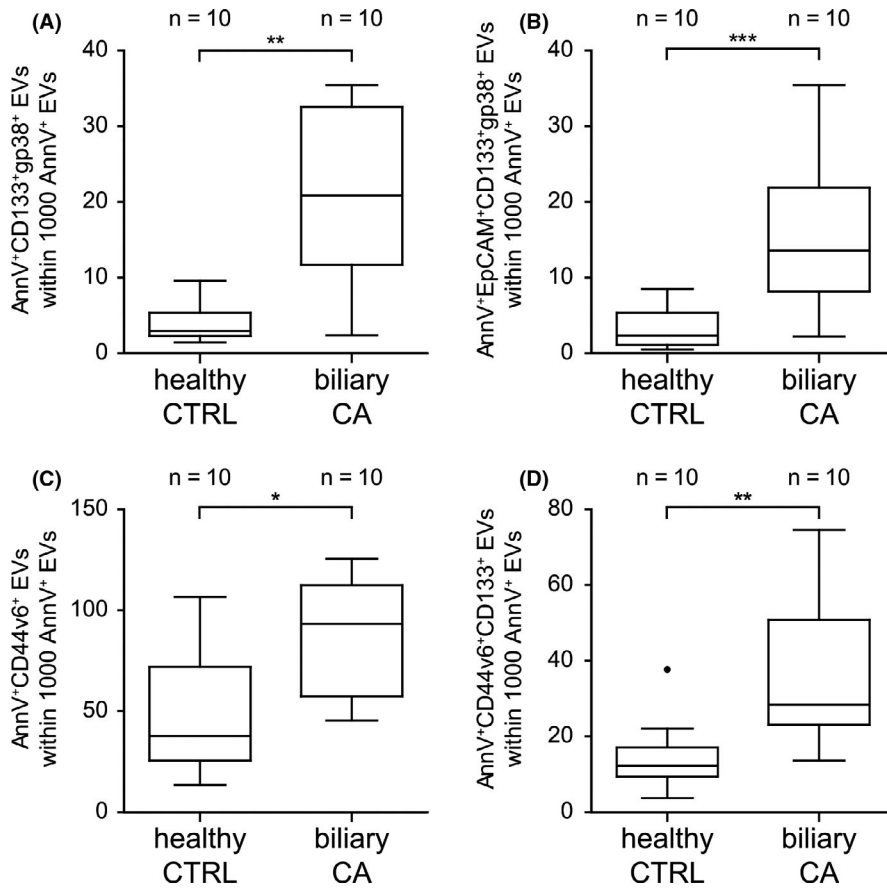 (A)
n = 10 n = 10
**
AnnV⁺CD133⁺gp38⁺ EVs
within 1000 AnnV⁺ EVs
40
30
20
10
0
healthy
CTRL
biliary
CA
(B)
n = 10 n = 10
***
AnnV⁺EpCAM⁺CD133⁺gp38⁺ EVs
within 1000 AnnV⁺ EVs
40
30
20
10
0
healthy
CTRL
biliary
CA
(C)
n = 10 n = 10
*
AnnV⁺CD44v6⁺ EVs
within 1000 AnnV⁺ EVs
150
100
50
0
healthy
CTRL
biliary
CA
(D)
n = 10 n = 10
**
AnnV⁺CD44v6⁺CD133⁺ EVs
within 1000 AnnV⁺ EVs
80
60
40
20
0
healthy
CTRL
biliary
CA